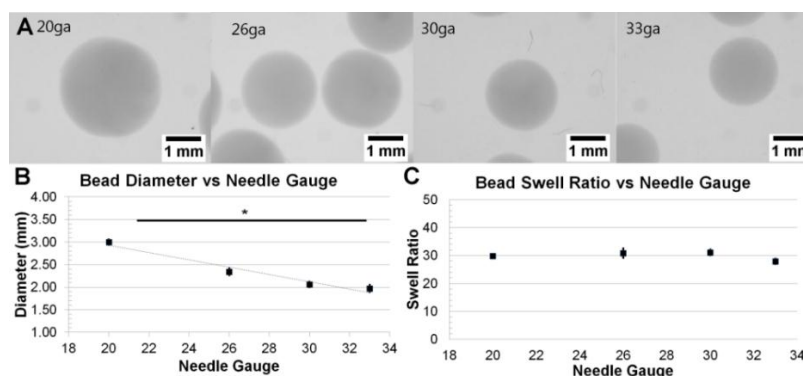 A 20ga 26ga 30ga 33ga
1 mm 1 mm 1 mm 1 mm
B Bead Diameter vs Needle Gauge
4.00
3.50
3.00
2.50
2.00
1.50
1.00
*
Diameter (mm)
18 20 22 24 26 28 30 32 34
Needle Gauge
C Bead Swell Ratio vs Needle Gauge
50
40
30
20
10
0
Swell Ratio
18 20 22 24 26 28 30 32 34
Needle Gauge